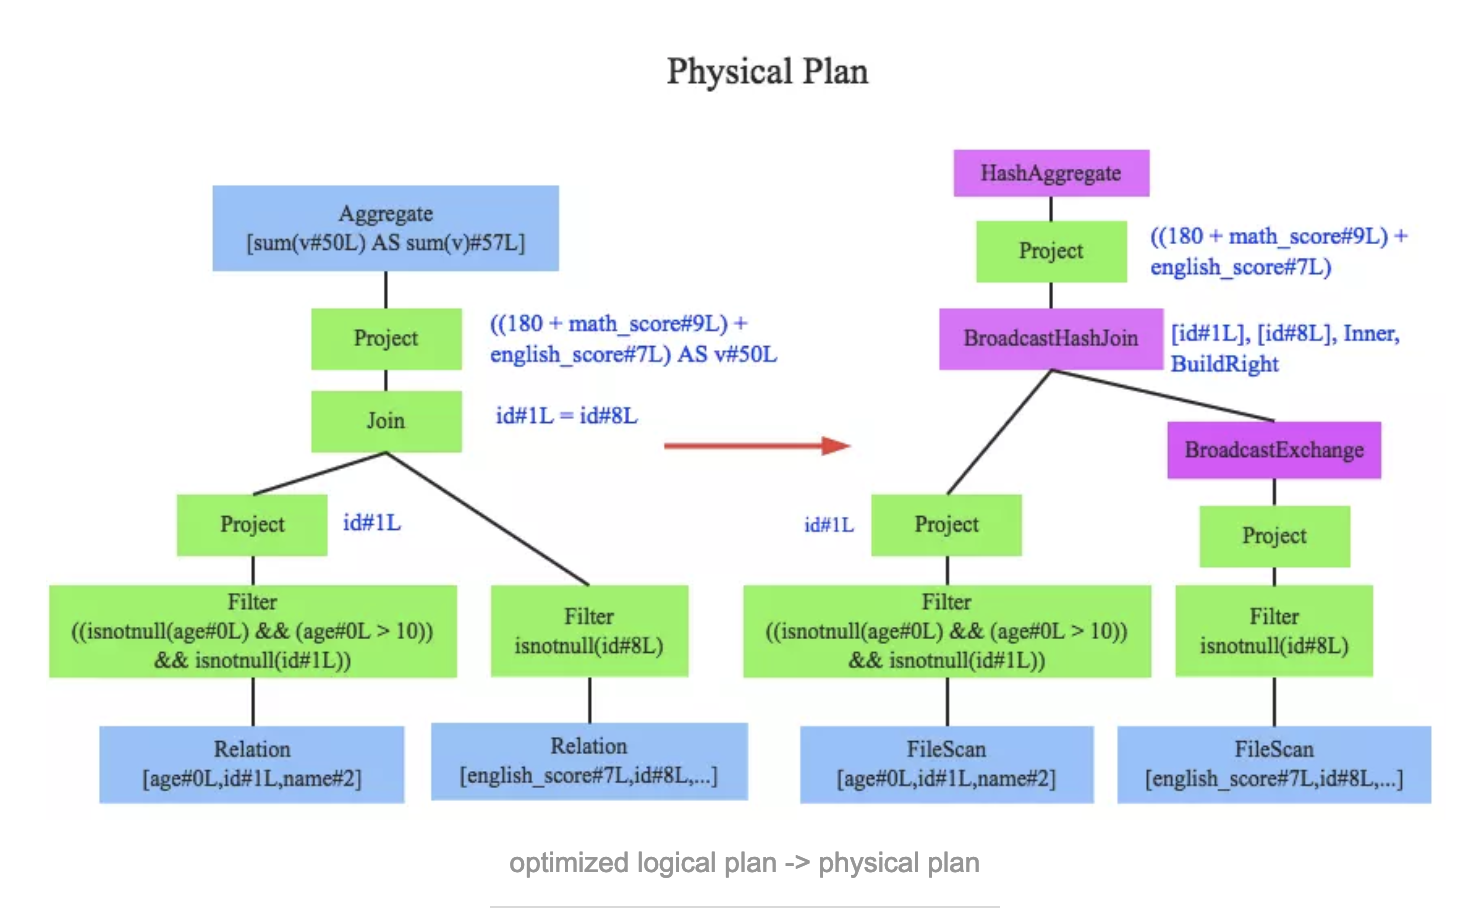 Physical Plan
Aggregate
[sum(v#50L) AS sum(v)#57L]
Project
((180 + math_score#9L) +
english_score#7L) AS v#50L
Join
id#1L = id#8L
Project
id#1L
Filter
((isnotnull(age#0L) && (age#0L > 10))
&& isnotnull(id#1L))
Filter
isnotnull(id#8L)
Relation
[age#0L,id#1L,name#2]
Relation
[english_score#7L,id#8L,...]
HashAggregate
Project
((180 + math_score#9L) +
english_score#7L)
BroadcastHashJoin
[id#1L], [id#8L], Inner,
BuildRight
BroadcastExchange
id#1L
Project
Project
Filter
((isnotnull(age#0L) && (age#0L > 10))
&& isnotnull(id#1L))
Filter
isnotnull(id#8L)
FileScan
[age#0L,id#1L,name#2]
FileScan
[english_score#7L,id#8L,...]
optimized logical plan -> physical plan